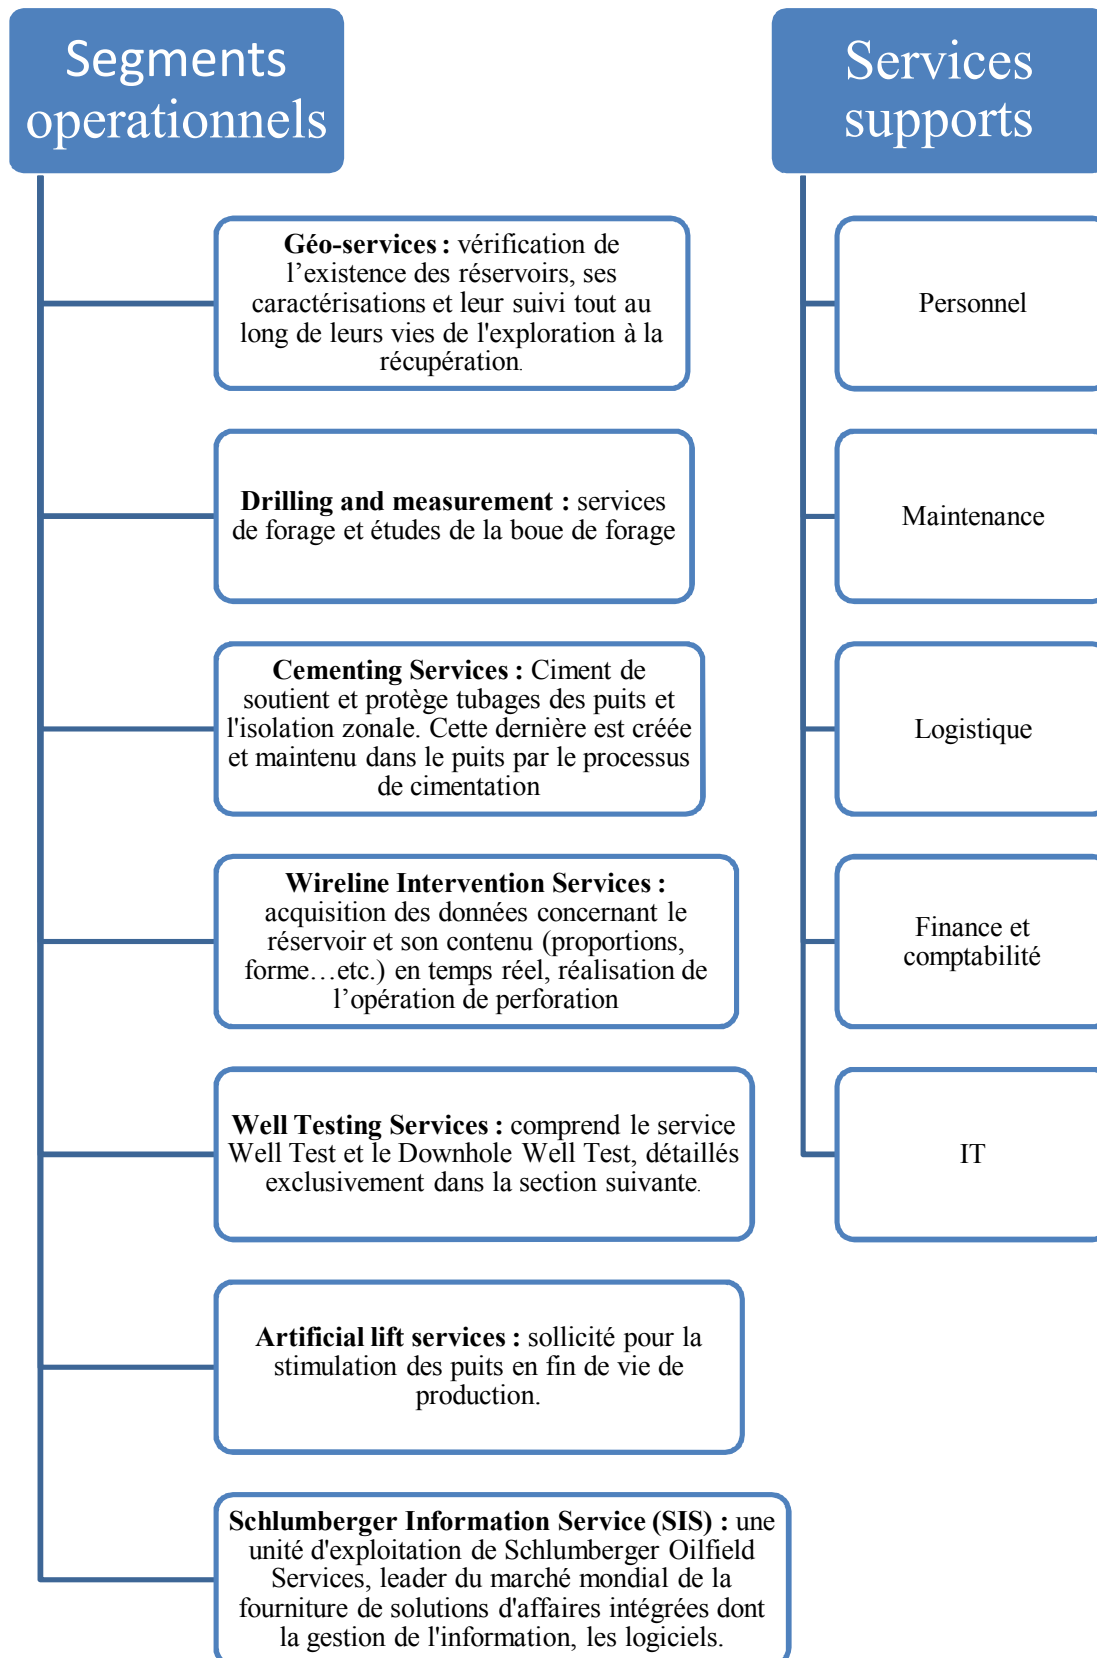 Segments
operationnels
Géo-services : vérification de
l’existence des réservoirs, ses
caractérisations et leur suivi tout au
long de leurs vies de l'exploration à la
récupération.
Drilling and measurement : services
de forage et études de la boue de forage
Cementing Services : Ciment de
soutient et protège tubages des puits et
l'isolation zonale. Cette dernière est créée
et maintenu dans le puits par le processus
de cimentation
Wireline Intervention Services :
acquisition des données concernant le
réservoir et son contenu (proportions,
forme…etc.) en temps réel, réalisation de
l’opération de perforation
Well Testing Services : comprend le service
Well Test et le Downhole Well Test, détaillés
exclusivement dans la section suivante.
Artificial lift services : sollicité pour la
stimulation des puits en fin de vie de
production.
Schlumberger Information Service (SIS) : une
unité d'exploitation de Schlumberger Oilfield
Services, leader du marché mondial de la
fourniture de solutions d'affaires intégrées dont
la gestion de l'information, les logiciels.
Services
supports
Personnel
Maintenance
Logistique
Finance et
comptabilité
IT